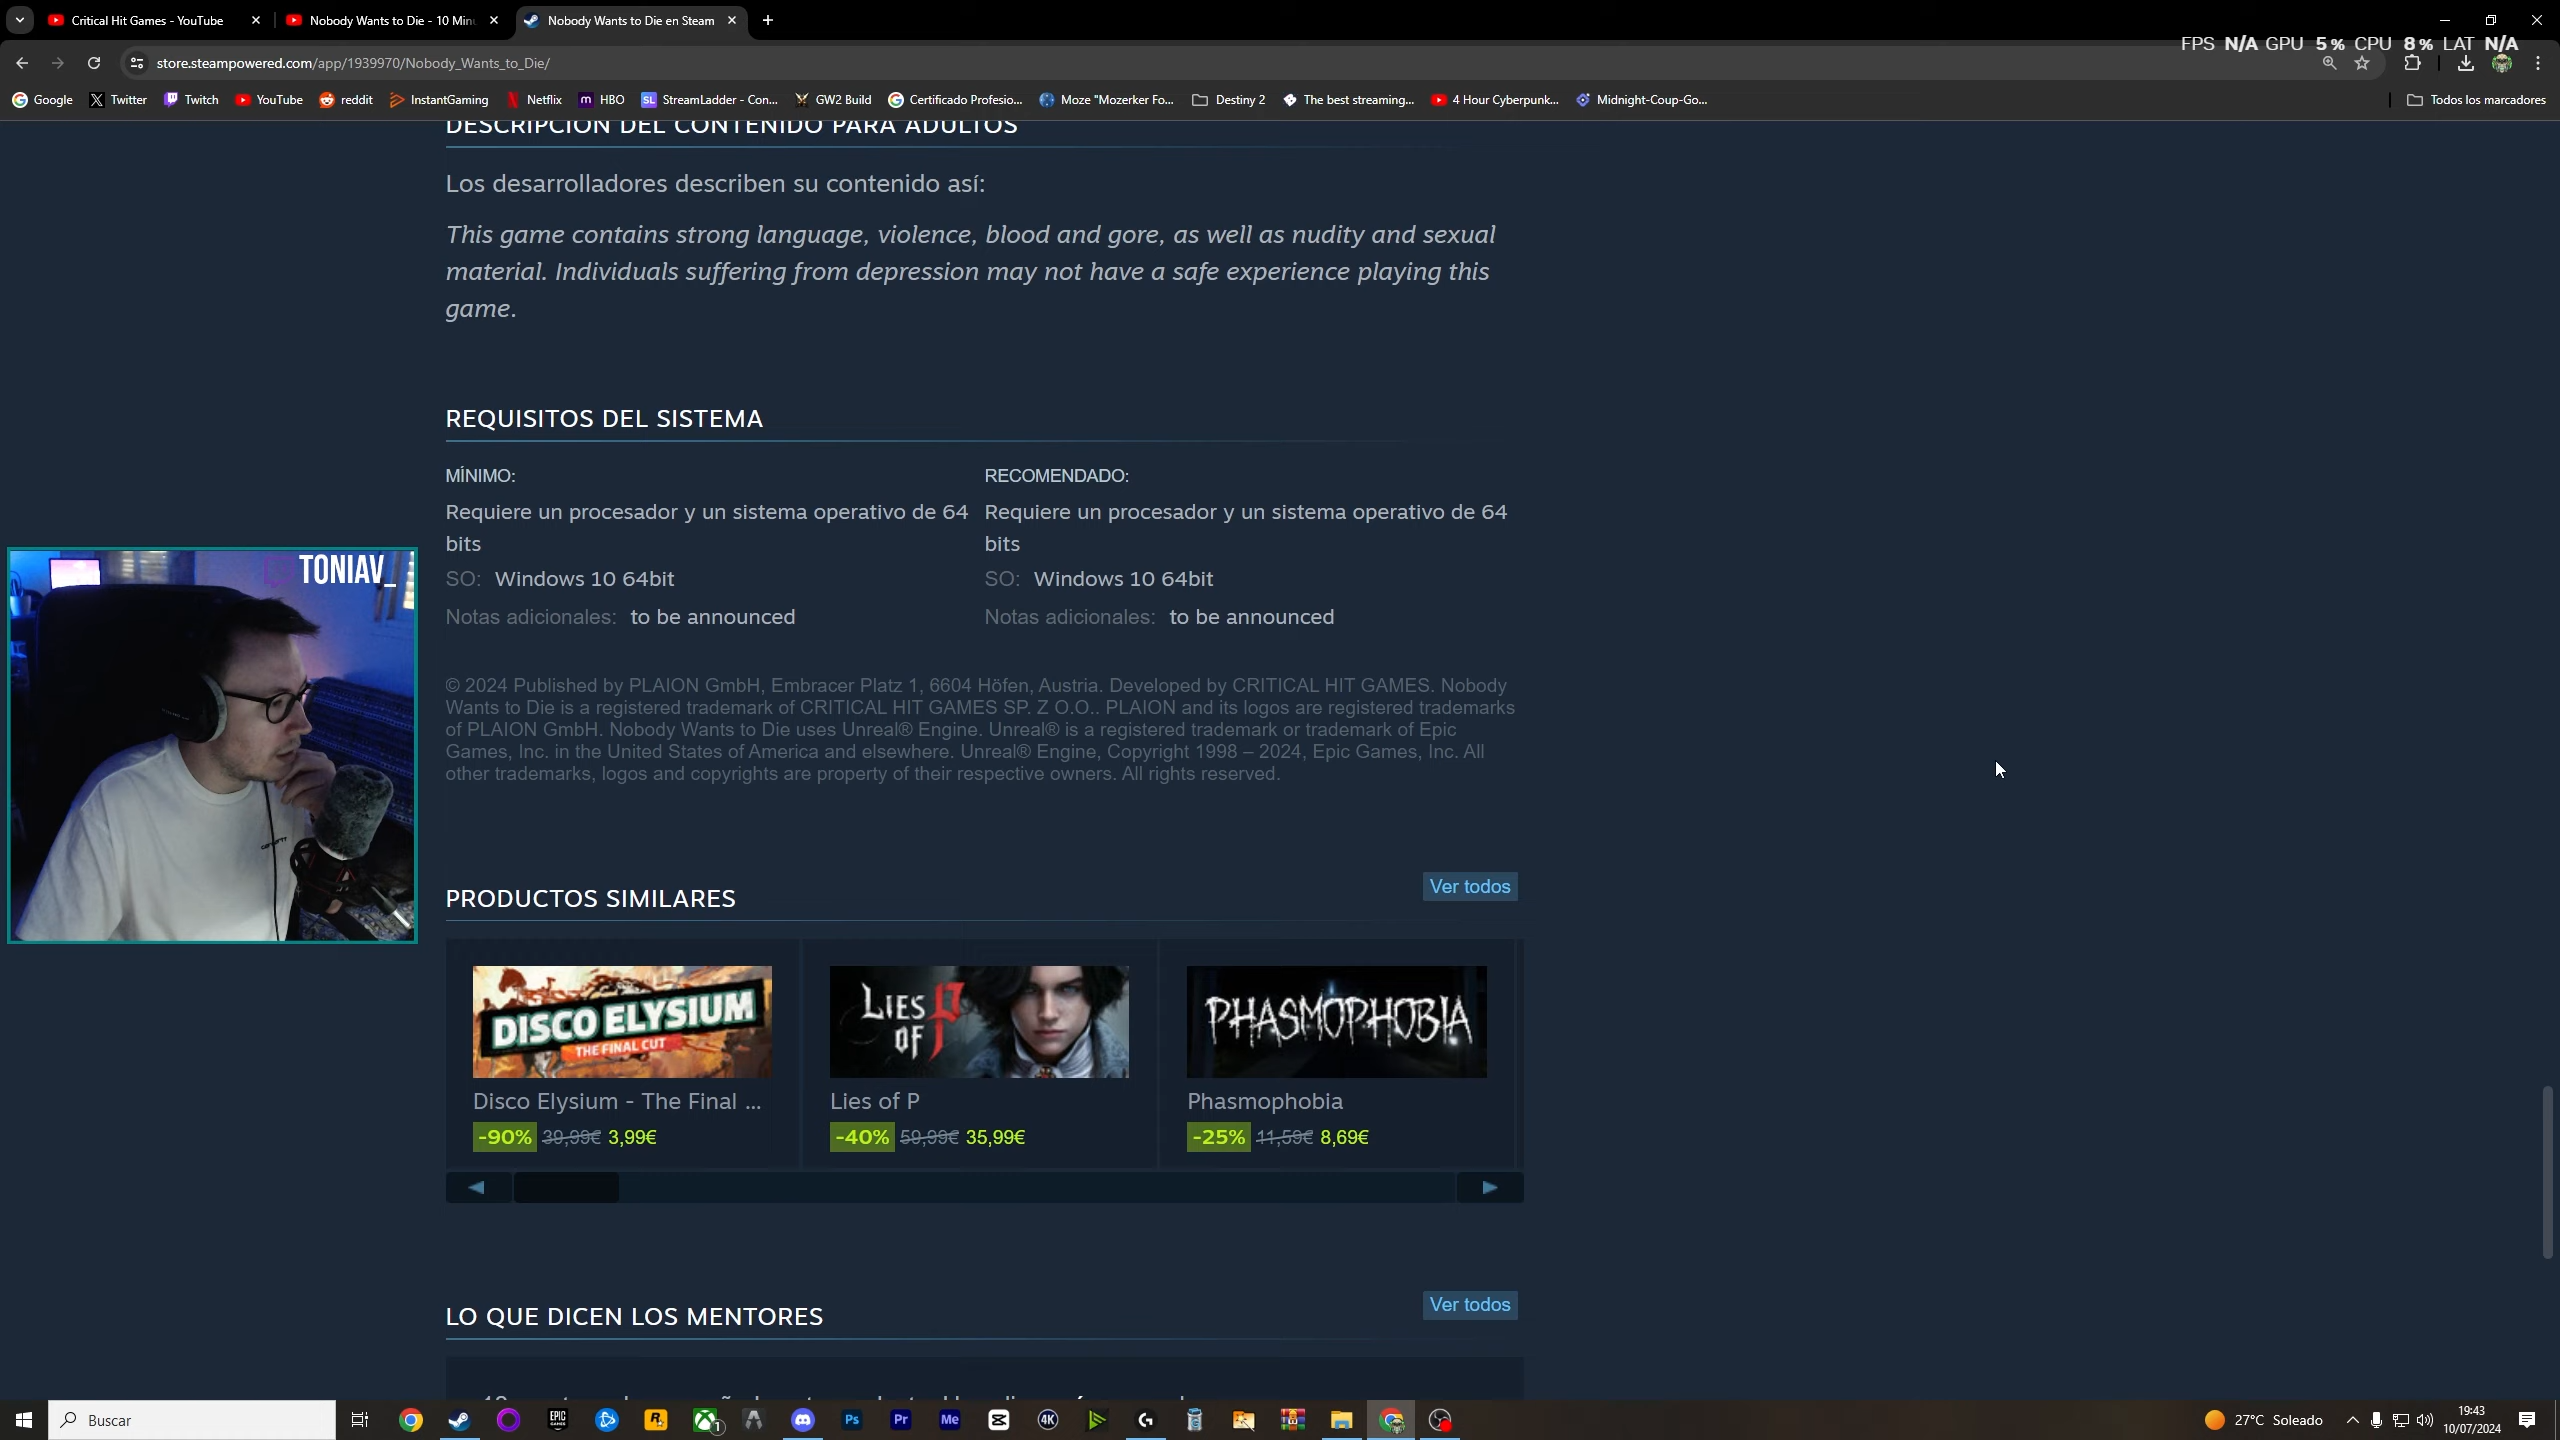 Critical Hit Games - YouTube
Nobody Wants to Die - 10 Minu
Nobody Wants to Die en Steam
FPS N/A GPU 5 % CPU 8 % LAT N/A
store.steampowered.com/app/1939970/Nobody_Wants_to_Die/
Google Twitter Twitch YouTube reddit InstantGaming Netflix HBO StreamLadder - Con... GW2 Build Certificado Profesio... Moze "Mozerker Fo... Destiny 2 The best streaming... 4 Hour Cyberpunk... Midnight-Coup-Go... Todos los marcadores
DESCRIPCIÓN DEL CONTENIDO PARA ADULTOS
Los desarrolladores describen su contenido así:
This game contains strong language, violence, blood and gore, as well as nudity and sexual
material. Individuals suffering from depression may not have a safe experience playing this
game.
REQUISITOS DEL SISTEMA
MÍNIMO:
Requiere un procesador y un sistema operativo de 64
bits
SO: Windows 10 64bit
Notas adicionales: to be announced
RECOMENDADO:
Requiere un procesador y un sistema operativo de 64
bits
SO: Windows 10 64bit
Notas adicionales: to be announced
TONIAV_
© 2024 Published by PLAION GmbH, Embracer Platz 1, 6604 Höfen, Austria. Developed by CRITICAL HIT GAMES. Nobody
Wants to Die is a registered trademark of CRITICAL HIT GAMES SP. Z O.O.. PLAION and its logos are registered trademarks
of PLAION GmbH. Nobody Wants to Die uses Unreal® Engine. Unreal® is a registered trademark or trademark of Epic
Games, Inc. in the United States of America and elsewhere. Unreal® Engine, Copyright 1998 – 2024, Epic Games, Inc. All
other trademarks, logos and copyrights are property of their respective owners. All rights reserved.
PRODUCTOS SIMILARES
Ver todos
DISCO ELYSIUM
THE FINAL CUT
Disco Elysium - The Final ...
-90% 39,99€ 3,99€
LIES
OF P
Lies of P
-40% 59,99€ 35,99€
PHASMOPHOBIA
Phasmophobia
-25% 11,59€ 8,69€
LO QUE DICEN LOS MENTORES
Ver todos
Buscar
27°C Soleado
19:43
10/07/2024